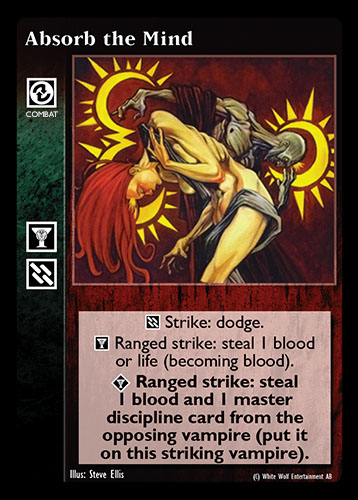 Absorb the Mind
COMBAT
Strike: dodge.
Ranged strike: steal 1 blood
or life (becoming blood).
Ranged strike: steal
1 blood and 1 master
discipline card from the
opposing vampire (put it
on this striking vampire).
Illus: Steve Ellis
(C) White Wolf Entertainment AB